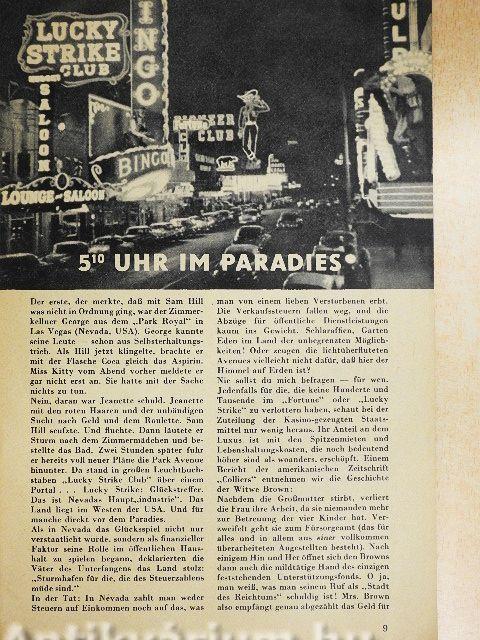 LUCKY
STRIKE
CLUB
SALOON
BINGO
BINGO
LOUNGE-SALOON
PIONEER
CLUB
5¹⁰ UHR IM PARADIES
Der erste, der merkte, daß mit Sam Hill
was nicht in Ordnung ging, war der Zimmer-
kellner George aus dem „Park Royal“ in
Las Vegas (Nevada, USA). George kannte
seine Leute — schon aus Selbsterhaltungs-
trieb. Als Hill jetzt klingelte, brachte er
mit der Flasche Coca gleich das Aspirin.
Miss Kitty vom Abend vorher meldete er
gar nicht erst an. Sie hatte mit der Sache
nichts zu tun.
Nein, daran war Jeanette schuld. Jeanette
mit den roten Haaren und der unbändigen
Sucht nach Geld und dem Roulette. Sam
Hill seufzte. Und fluchte. Dann läutete er
Sturm nach dem Zimmermädchen und be-
stellte das Bad. Zwei Stunden später fuhr
er bereits voll neuer Pläne die Park Avenue
hinunter. Da stand in großen Leuchtbuch-
staben „Lucky Strike Club“ über einem
Portal . . . Lucky Strike: Glückstreffer.
Das ist Nevadas Haupt„industrie“. Das
Land liegt im Westen der USA. Und für
manche direkt vor dem Paradies.
Als in Nevada das Glücksspiel nicht nur
verstaatlicht wurde, sondern als finanzieller
Faktor seine Rolle im öffentlichen Haus-
halt zu spielen begann, deklarierten die
Väter des Unterfangens das Land stolz:
„Sturmhafen für die, die des Steuerzahlens
müde sind.“
In der Tat: In Nevada zahlt man weder
Steuern auf Einkommen noch auf das, was
man von einem lieben Verstorbenen erbt.
Die Verkaufssteuern fallen weg, und die
Abzüge für öffentliche Dienstleistungen
kaum ins Gewicht. Schlaraffien, Garten
Eden im Land der unbegrenzten Möglich-
keiten! Oder zeugen die lichtüberfluteten
Avenues vielleicht nicht dafür, daß hier der
Himmel auf Erden ist?
Nie sollst du mich befragen — für wen.
Jedenfalls für die, die keine Hunderte und
Tausende im „Fortune“ oder „Lucky
Strike“ zu verlottern haben, schaut bei der
Zuteilung der Kasino-gezeugten Staats-
mittel nur wenig heraus. Ihr Anteil an dem
Luxus ist mit den Spitzenmieten und
Lebenshaltungskosten, die noch bedeutend
höher sind als woanders, erschöpft. Einem
Bericht der amerikanischen Zeitschrift
„Colliers“ entnehmen wir die Geschichte
der Witwe Brown:
Nachdem die Großmutter stirbt, verliert
die Frau ihre Arbeit, da sie niemanden mehr
zur Betreuung der vier Kinder hat. Ver-
zweifelt geht sie zum Fürsorgeamt (das für
alles und in allem aus einer vollkommen
überarbeiteten Angestellten besteht). Nach
einigem Hin und Her öffnet sich den Browns
dann auch die mildtätige Hand des einzigen
feststehenden Unterstützungsfonds. O ja,
man weiß, was man seinem Ruf als „Stadt
des Reichtums“ schuldig ist! Mrs. Brown
also empfängt genau abgezählt das Geld für
9